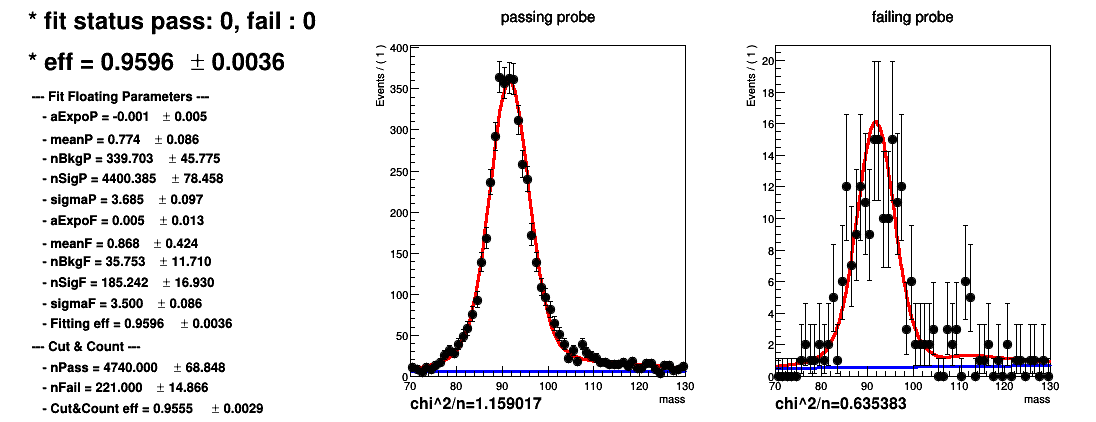 * fit status pass: 0, fail : 0
* eff = 0.9596 ± 0.0036
--- Fit Floating Parameters ---
- aExpoP = -0.001 ± 0.005
- meanP = 0.774 ± 0.086
- nBkgP = 339.703 ± 45.775
- nSigP = 4400.385 ± 78.458
- sigmaP = 3.685 ± 0.097
- aExpoF = 0.005 ± 0.013
- meanF = 0.868 ± 0.424
- nBkgF = 35.753 ± 11.710
- nSigF = 185.242 ± 16.930
- sigmaF = 3.500 ± 0.086
- Fitting eff = 0.9596 ± 0.0036
--- Cut & Count ---
- nPass = 4740.000 ± 68.848
- nFail = 221.000 ± 14.866
- Cut&Count eff = 0.9555 ± 0.0029
passing probe
Events / ( 1 )
400
350
300
250
200
150
100
50
0
70 80 90 100 110 120 130
mass
chi^2/n=1.159017
failing probe
Events / ( 1 )
20
18
16
14
12
10
8
6
4
2
0
70 80 90 100 110 120 130
mass
chi^2/n=0.635383